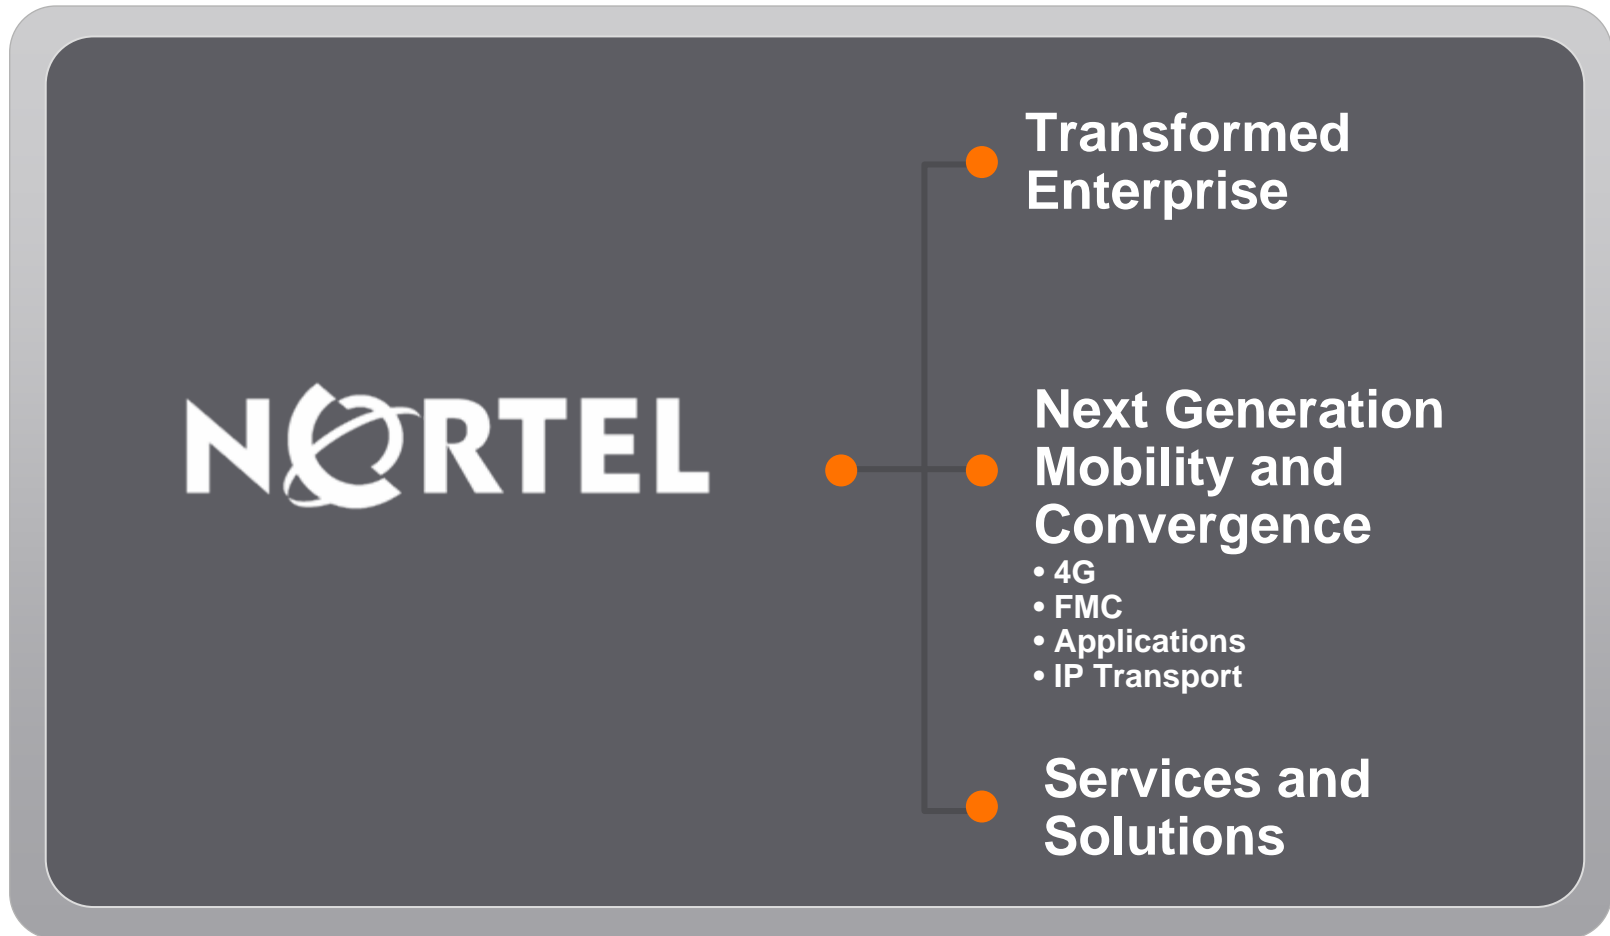 NORTEL
Transformed
Enterprise
Next Generation
Mobility and
Convergence
• 4G
• FMC
• Applications
• IP Transport
Services and
Solutions